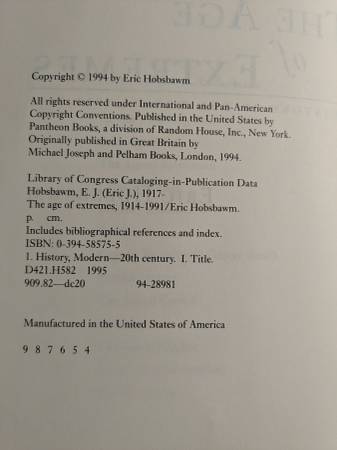 Copyright © 1994 by Eric Hobsbawm
All rights reserved under International and Pan-American
Copyright Conventions. Published in the United States by
Pantheon Books, a division of Random House, Inc., New York.
Originally published in Great Britain by
Michael Joseph and Pelham Books, London, 1994.
Library of Congress Cataloging-in-Publication Data
Hobsbawm, E. J. (Eric J.), 1917-
The age of extremes, 1914-1991/Eric Hobsbawm.
p. cm.
Includes bibliographical references and index.
ISBN: 0-394-58575-5
1. History, Modern—20th century. I. Title.
D421.H582 1995
909.82—dc20 94-28981
Manufactured in the United States of America
9 8 7 6 5 4